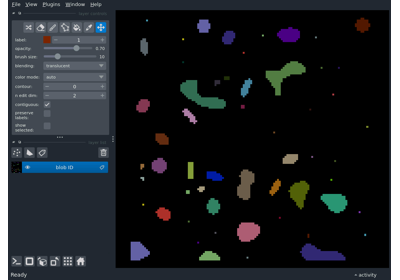 File View Plugins Window Help
label: 1
opacity: 0.70
brush size: 10
blending: translucent
color mode: auto
contour: 0
n edit dim: 2
contiguous:
preserve
labels:
show
selected:
blob ID
activity